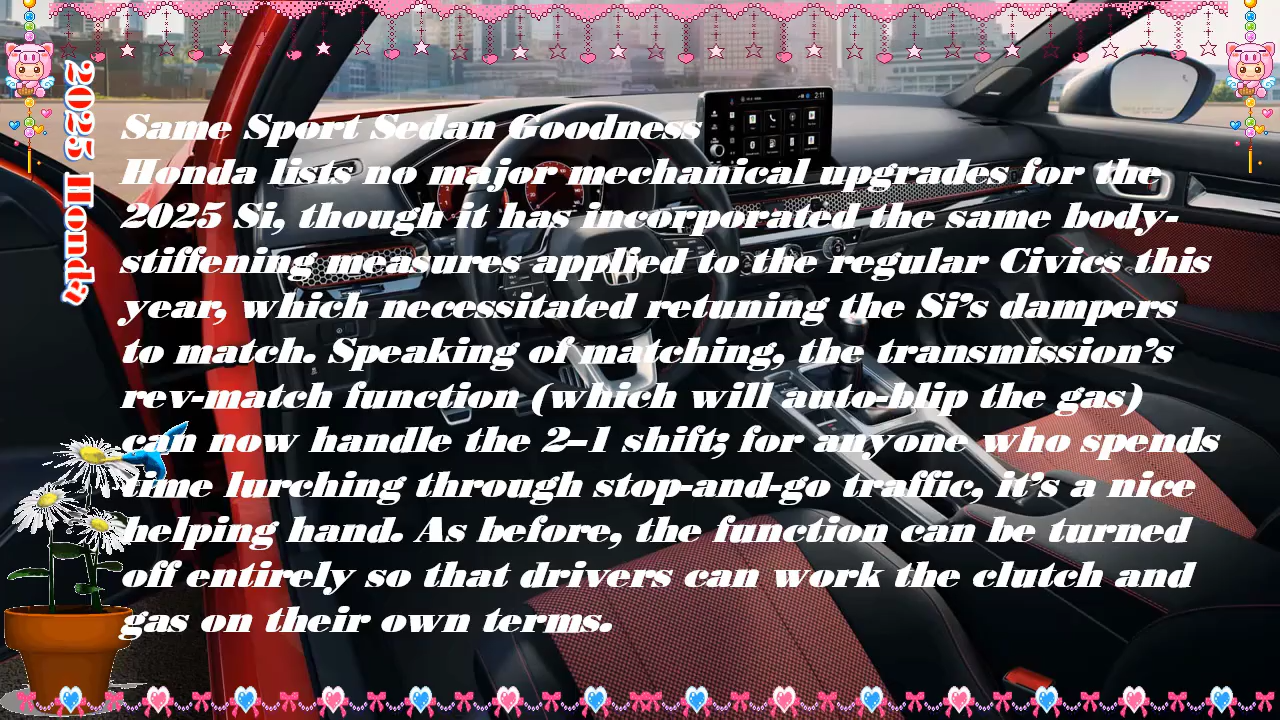 2025 Honda
2:11
Same Sport Sedan Goodness
Honda lists no major mechanical upgrades for the
2025 Si, though it has incorporated the same body-
stiffening measures applied to the regular Civics this
year, which necessitated retuning the Si’s dampers
to match. Speaking of matching, the transmission’s
rev-match function (which will auto-blip the gas)
can now handle the 2–1 shift; for anyone who spends
time lurching through stop-and-go traffic, it’s a nice
helping hand. As before, the function can be turned
off entirely so that drivers can work the clutch and
gas on their own terms.